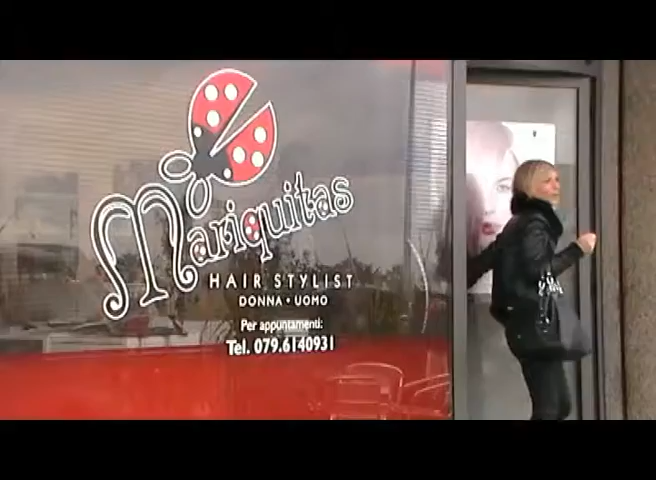 Mariquitas
HAIR STYLIST
DONNA • UOMO
Per appuntamenti:
Tel. 079.6140931